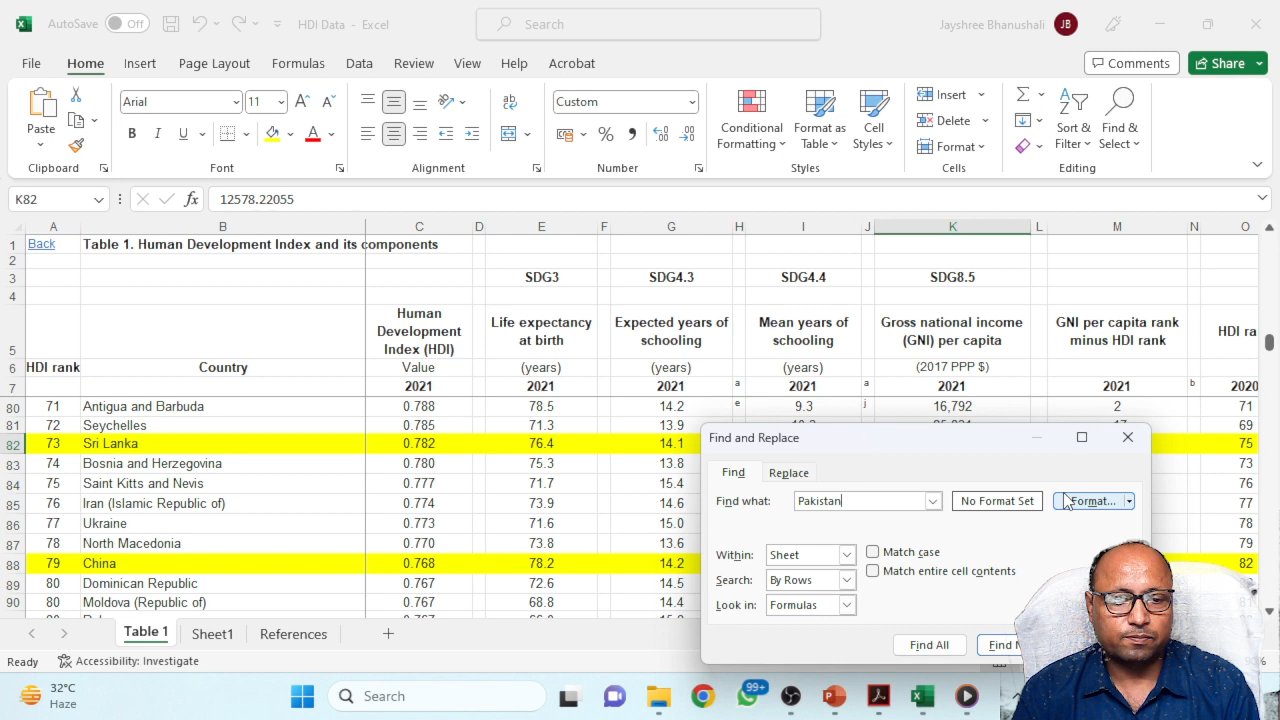 AutoSave Off HDI Data - Excel Search Jayshree Bhanushali JB
File Home Insert Page Layout Formulas Data Review View Help Acrobat Comments Share
Arial 11 Custom Insert
Paste B I U Conditional Format as Cell Delete Sort & Find &
Formatting Table Styles Format Filter Select
Clipboard Font Alignment Number Styles Cells Editing
K82 fx 12578.22055
A B C D E F G H I J K L M N O
1 Back Table 1. Human Development Index and its components
2
3 SDG3 SDG4.3 SDG4.4 SDG8.5
4
Human
Development
Index (HDI)
5 Life expectancy at birth Expected years of schooling Mean years of schooling Gross national income (GNI) per capita GNI per capita rank minus HDI rank HDI ra
6 HDI rank Country Value (years) (years) (years) (2017 PPP $)
7 2021 2021 2021 a 2021 a 2021 2021 b 2020
80 71 Antigua and Barbuda 0.788 78.5 14.2 e 9.3 j 16,792 2 71
81 72 Seychelles 0.785 71.3 13.9 69
82 73 Sri Lanka 0.782 76.4 14.1 75
83 74 Bosnia and Herzegovina 0.780 75.3 13.8 73
84 75 Saint Kitts and Nevis 0.777 71.7 15.4 76
85 76 Iran (Islamic Republic of) 0.774 73.9 14.6 77
86 77 Ukraine 0.773 71.6 15.0 78
87 78 North Macedonia 0.770 73.8 13.6 79
88 79 China 0.768 78.2 14.2 82
89 80 Dominican Republic 0.767 72.6 14.5
90 80 Moldova (Republic of) 0.767 68.8 14.4
Find and Replace
Find Replace
Find what: Pakistan No Format Set Format...
Within: Sheet Match case
Search: By Rows Match entire cell contents
Look in: Formulas
Find All Find N
Table 1 Sheet1 References
Ready Accessibility: Investigate
32°C
Haze
Search 99+